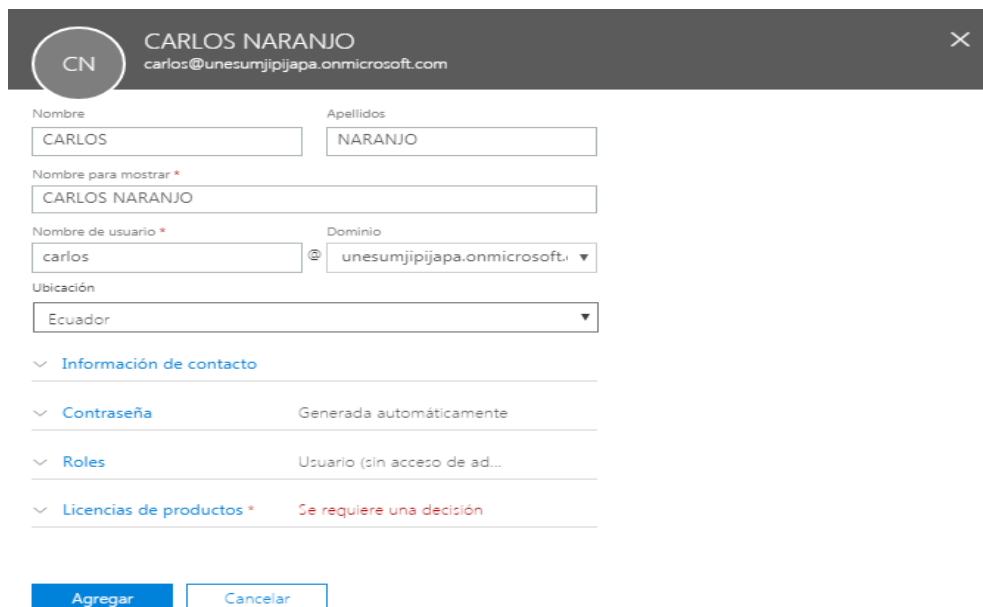 CN
CARLOS NARANJO
carlos@unesumjipijapa.onmicrosoft.com
Nombre Apellidos
CARLOS NARANJO
Nombre para mostrar *
CARLOS NARANJO
Nombre de usuario * Dominio
carlos @ unesumjipijapa.onmicrosoft.
Ubicación
Ecuador
Información de contacto
Contraseña Generada automáticamente
Roles Usuario (sin acceso de ad...
Licencias de productos * Se requiere una decisión
Agregar Cancelar